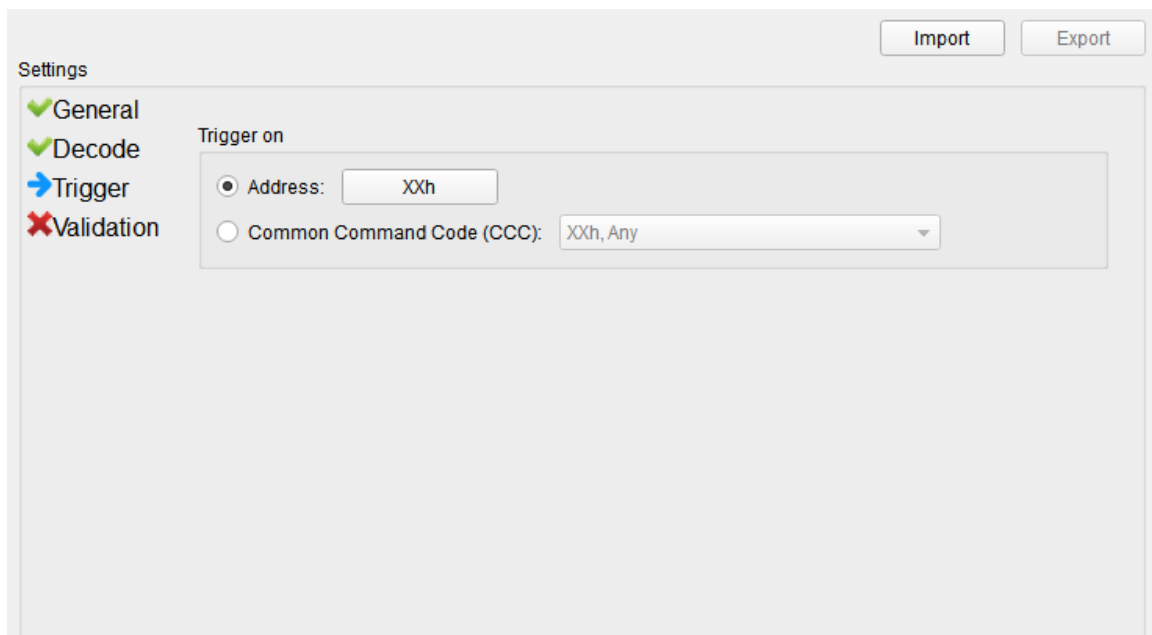 Import Export
Settings
General
Decode
Trigger
Validation
Trigger on
Address: XXh
Common Command Code (CCC): XXh, Any